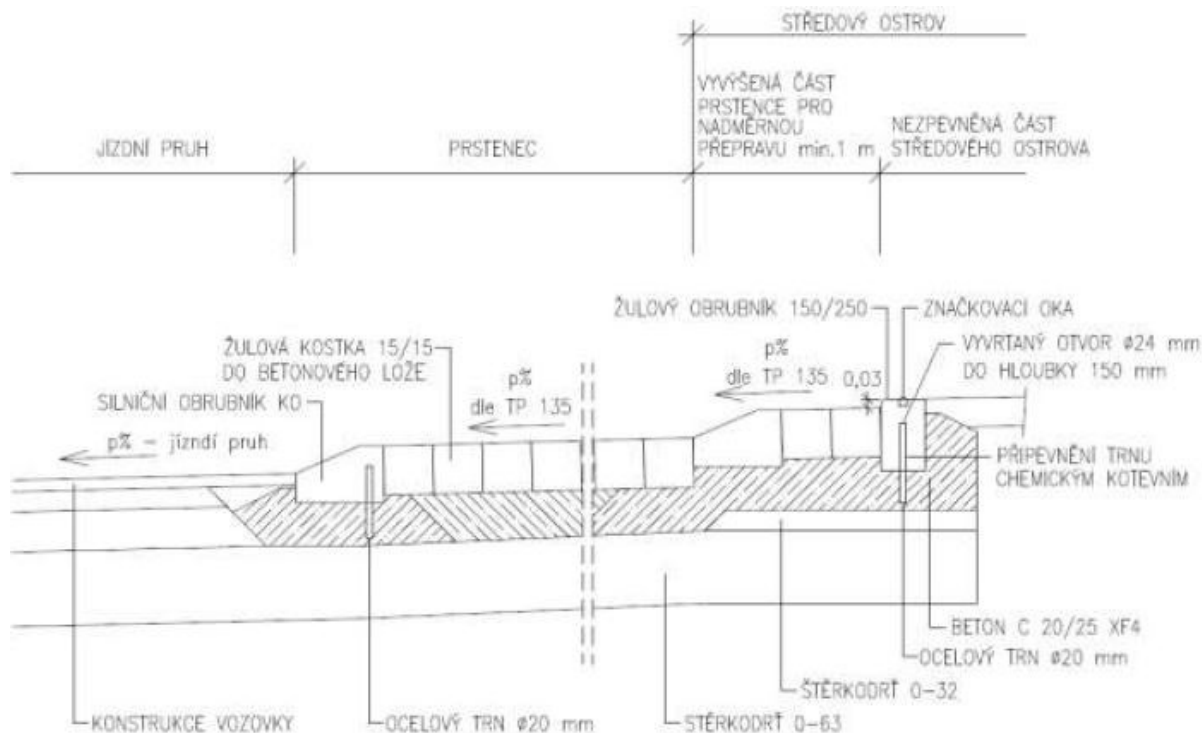 STŘEDOVÝ OSTROV
VYVÝŠENÁ ČÁST
PRSTENCE PRO
NADMĚRNOU
PŘEPRAVU min.1 m
NEZPEVNĚNÁ ČÁST
STŘEDOVÉHO OSTROVA
JÍZDNÍ PRUH
PRSTENEC
ŽULOVÝ OBRUBNÍK 150/250
ZNAČKOVACÍ OKA
ŽULOVÁ KOSTKA 15/15
DO BETONOVÉHO LOŽE
p%
dle TP 135
0,03
VYVRTANÝ OTVOR ø24 mm
DO HLOUBKY 150 mm
SILNIČNÍ OBRUBNÍK KO
p%
dle TP 135
p% – jízndí pruh
PŘIPEVNĚNÍ TRNU
CHEMICKÝM KOTEVNÍM
BETON C 20/25 XF4
OCELOVÝ TRN ø20 mm
ŠTĚRKODRŤ 0–32
KONSTRUKCE VOZOVKY
OCELOVÝ TRN ø20 mm
ŠTĚRKODRŤ 0–63